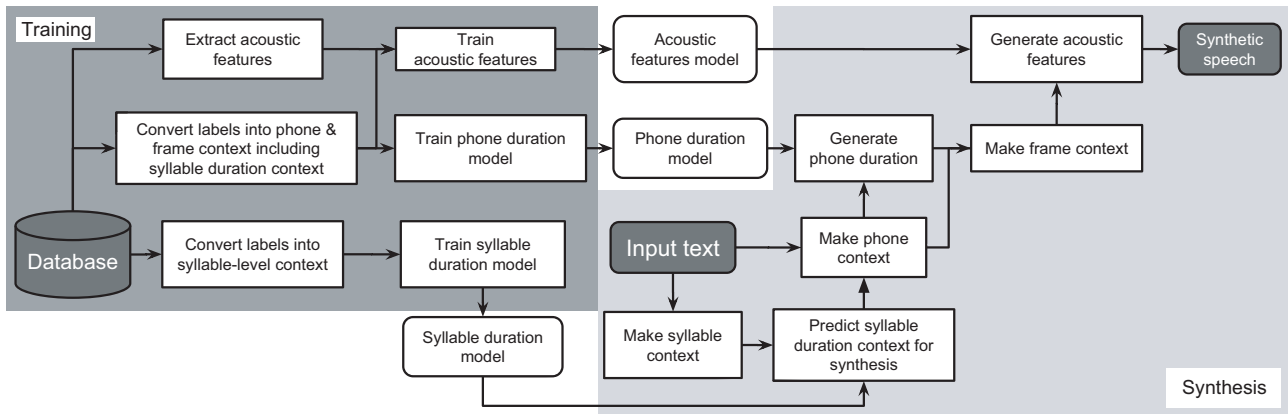 Training
Extract acoustic
features
Train
acoustic features
Acoustic
features model
Generate acoustic
features
Synthetic
speech
Convert labels into phone &
frame context including
syllable duration context
Train phone duration
model
Phone duration model
Generate
phone duration
Make frame context
Database
Convert labels into
syllable-level context
Train syllable
duration model
Input text
Make phone
context
Syllable duration
model
Make syllable
context
Predict syllable
duration context for
synthesis
Synthesis